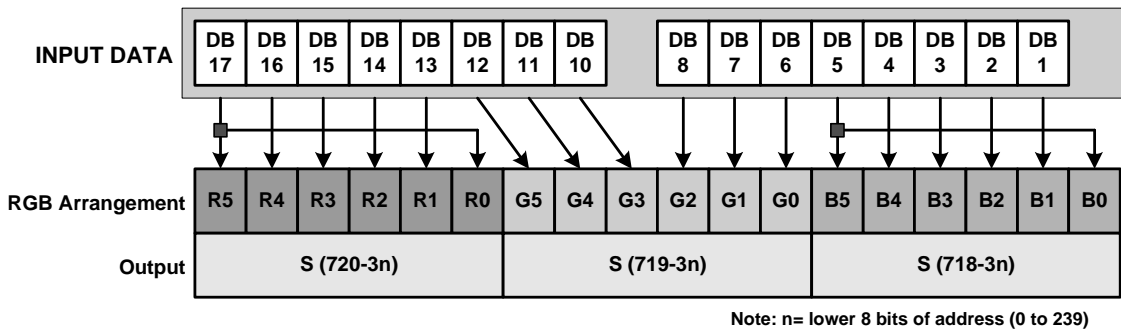 INPUT DATA
DB 17 DB 16 DB 15 DB 14 DB 13 DB 12 DB 11 DB 10 DB 8 DB 7 DB 6 DB 5 DB 4 DB 3 DB 2 DB 1
RGB Arrangement R5 R4 R3 R2 R1 R0 G5 G4 G3 G2 G1 G0 B5 B4 B3 B2 B1 B0
Output S (720-3n) S (719-3n) S (718-3n)
Note: n= lower 8 bits of address (0 to 239)